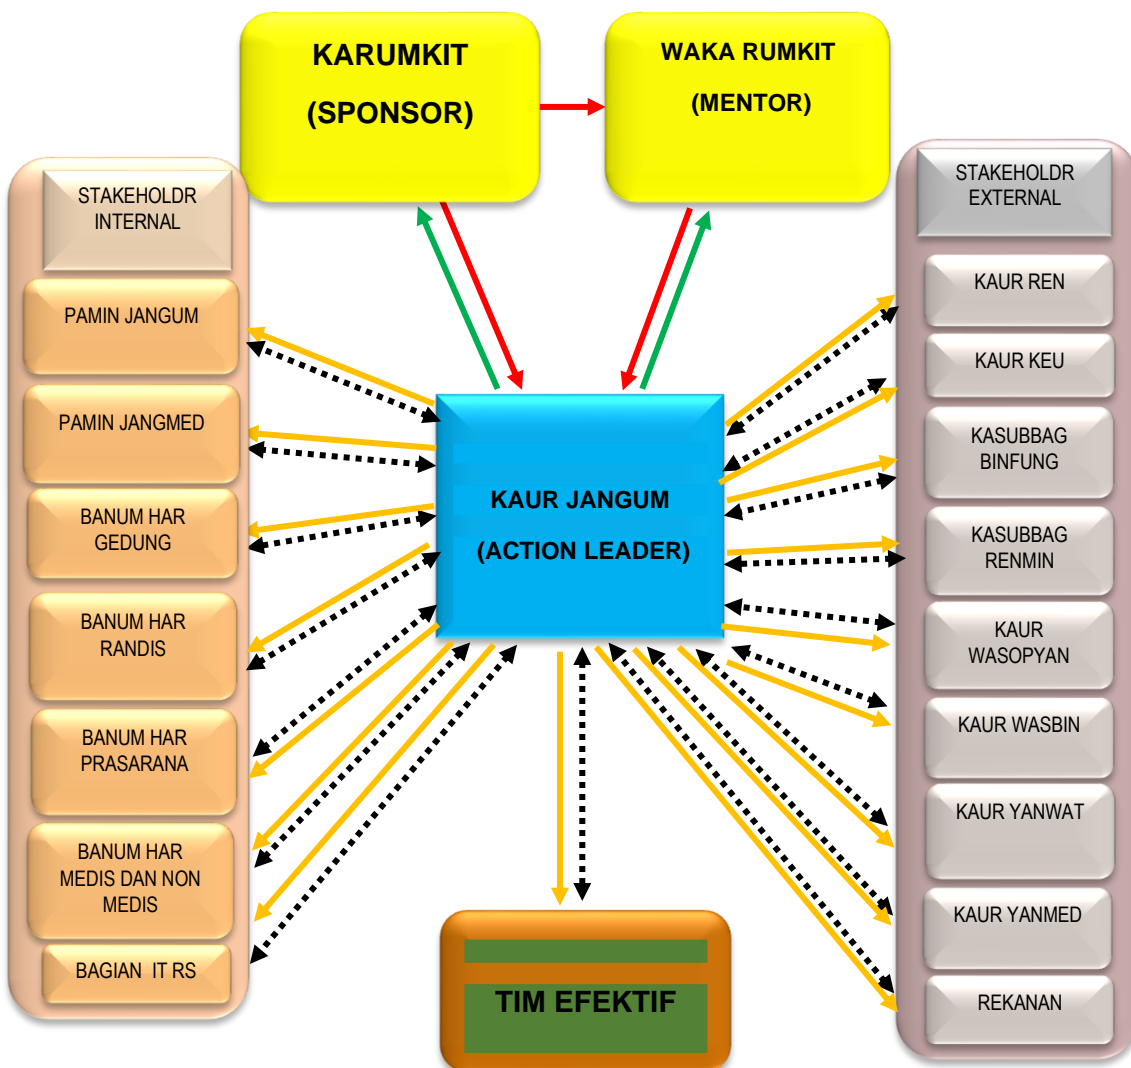 KARUMKIT
(SPONSOR)
WAKA RUMKIT
(MENTOR)
STAKEHOLDR
INTERNAL
PAMIN JANGUM
PAMIN JANGMED
BANUM HAR
GEDUNG
BANUM HAR
RANDIS
BANUM HAR
PRASARANA
BANUM HAR
MEDIS DAN NON
MEDIS
BAGIAN IT RS
KAUR JANGUM
(ACTION LEADER)
TIM EFEKTIF
STAKEHOLDR
EXTERNAL
KAUR REN
KAUR KEU
KASUBBAG
BINFUNG
KASUBBAG
RENMIN
KAUR
WASOPYAN
KAUR WASBIN
KAUR YANWAT
KAUR YANMED
REKANAN